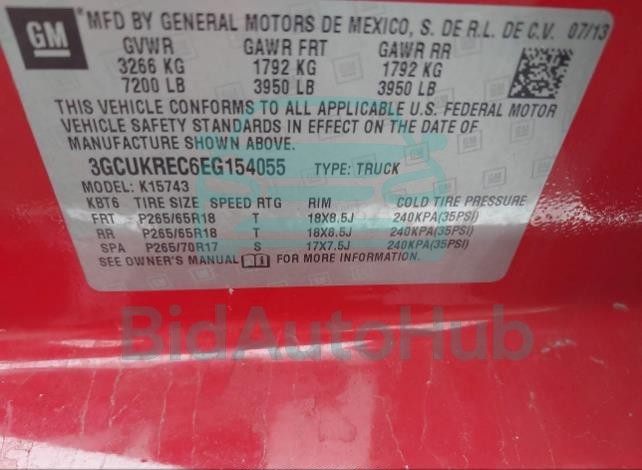 GM
*MFD BY GENERAL MOTORS DE MEXICO, S. DE R.L. DE C.V. 07/13
GVWR GAWR FRT GAWR RR
3266 KG 1792 KG 1792 KG
7200 LB 3950 LB 3950 LB
THIS VEHICLE CONFORMS TO ALL APPLICABLE U.S. FEDERAL MOTOR
VEHICLE SAFETY STANDARDS IN EFFECT ON THE DATE OF
MANUFACTURE SHOWN ABOVE.
3GCUKREC6EG154055 TYPE: TRUCK
MODEL: K15743
KBT6 TIRE SIZE SPEED RTG RIM COLD TIRE PRESSURE
FRT P265/65R18 T 18X8.5J 240KPA(35PSI)
RR P265/65R18 T 18X8.5J 240KPA(35PSI)
SPA P265/70R17 S 17X7.5J 240KPA(35PSI)
SEE OWNER'S MANUAL FOR MORE INFORMATION.
BidAutoHub